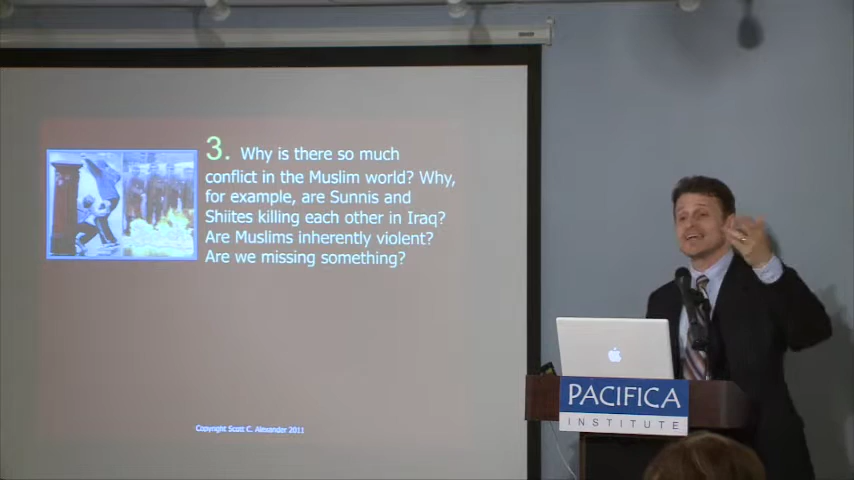 3. Why is there so much
conflict in the Muslim world? Why,
for example, are Sunnis and
Shiites killing each other in Iraq?
Are Muslims inherently violent?
Are we missing something?
Copyright Scott C. Alexander 2011
PACIFICA
INSTITUTE